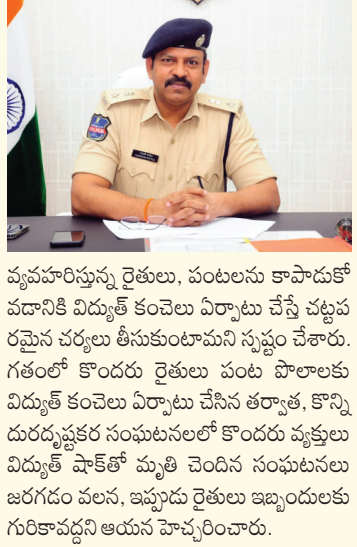 వ్యవహరిస్తున్న రైతులు, పంటలను కాపాడుకో
వడానికి విద్యుత్ కంచెలు ఏర్పాటు చేస్తే చట్టప
రమైన చర్యలు తీసుకుంటామని స్పష్టం చేశారు.
గతంలో కొందరు రైతులు పంట పొలాలకు
విద్యుత్ కంచెలు ఏర్పాటు చేసిన తర్వాత, కొన్ని
దురదృష్టకర సంఘటనలలో కొందరు వ్యక్తులు
విద్యుత్ షాక్‌తో మృతి చెందిన సంఘటనలు
జరగడం వలన, ఇప్పుడు రైతులు ఇబ్బందులకు
గురికావద్దని ఆయన హెచ్చరించారు.